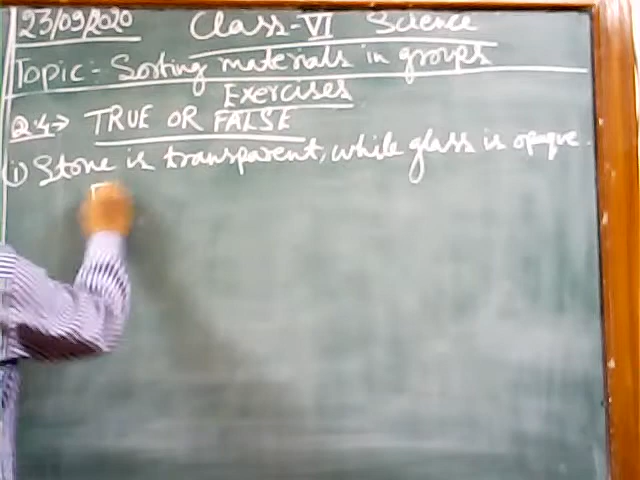 23/09/2020 Class-VI Science
Topic:- Sorting materials in groups
Exercises
Q.4→ TRUE OR FALSE
(i) Stone is transparent, while glass is opaque.